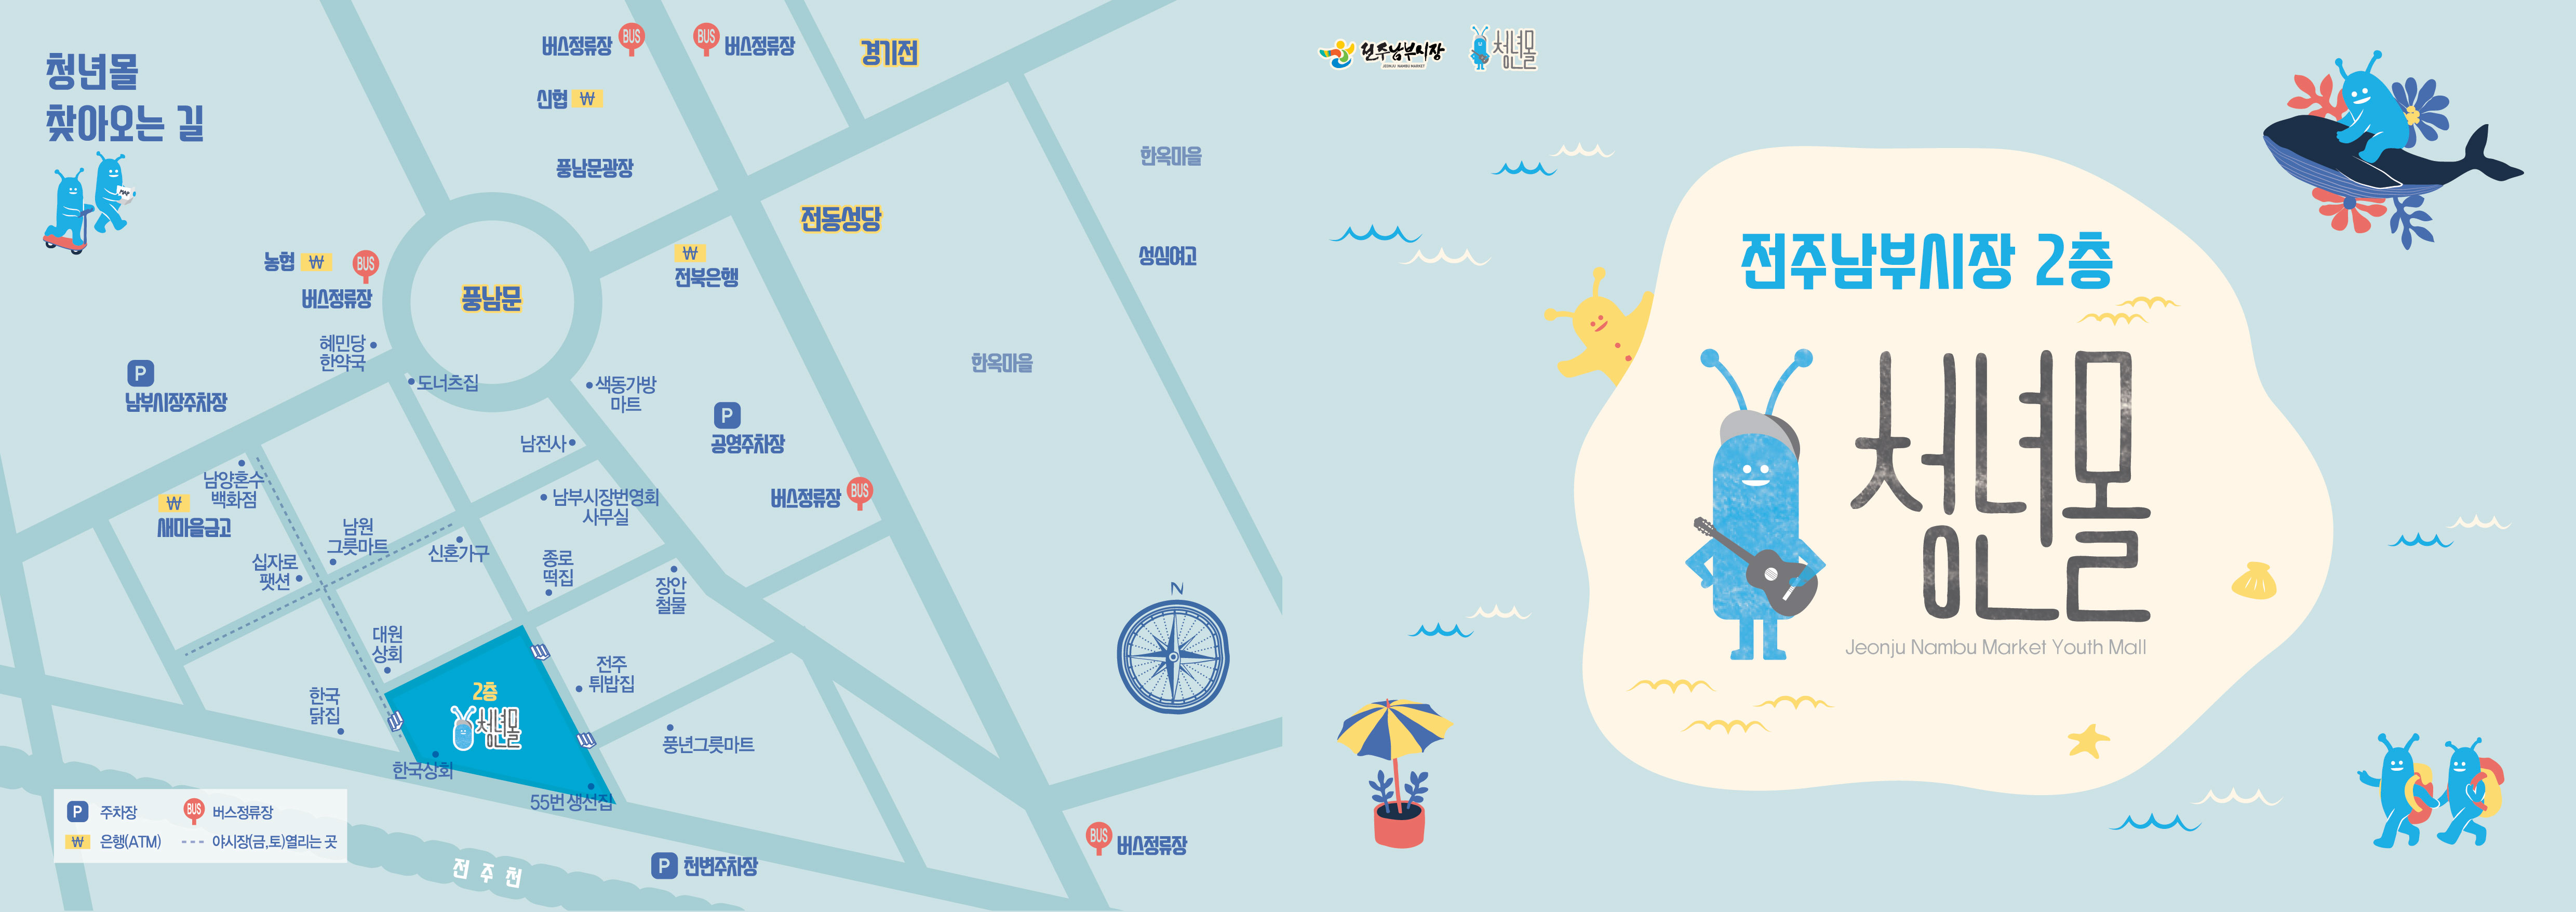 청년몰
찾아오는 길
MAP
버스정류장
BUS
BUS
버스정류장
경기전
신협
₩
풍남문광장
한옥마을
전동성당
성심여고
농협
₩
BUS
버스정류장
₩
전북은행
풍남문
혜민당
한약국
도너츠집
한옥마을
P
남부시장주차장
색동가방
마트
P
공영주차장
남전사
남양혼수
백화점
₩
새마을금고
남부시장번영회
사무실
버스정류장
BUS
남원
그릇마트
신혼가구
십자로
팻션
종로
떡집
장안
철물
N
대원
상회
전주
튀밥집
한국
닭집
2층
청년몰
풍년그릇마트
한국상회
55번 생선집
P 주차장
BUS 버스정류장
₩ 은행(ATM)
야시장(금,토)열리는 곳
전 주 천
P 천변주차장
BUS 버스정류장
전주남부시장
JEONJU NAMBU MARKET
청년몰
전주남부시장 2층
청년몰
Jeonju Nambu Market Youth Mall